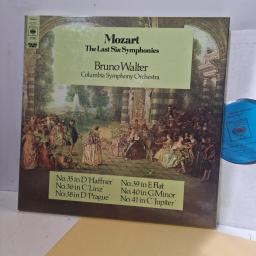 Mozart
The Last Six Symphonies
Bruno Walter
Columbia Symphony Orchestra
No. 35 in D 'Haffner'
No. 36 in C 'Linz'
No. 38 in D 'Prague'
No. 39 in E Flat
No. 40 in G Minor
No. 41 in C 'Jupiter'